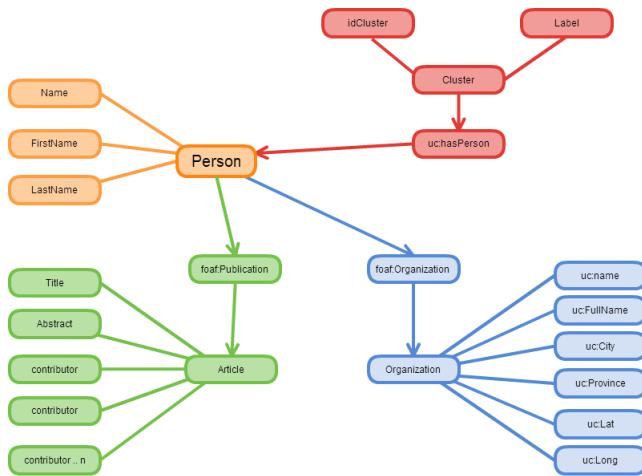 idCluster
Label
Cluster
Name
uc:hasPerson
FirstName
Person
LastName
foaf:Publication
foaf:Organization
Title
uc:name
Abstract
uc:FullName
uc:City
contributor
Article
Organization
uc:Province
contributor
uc:Lat
contributor .. n
uc:Long